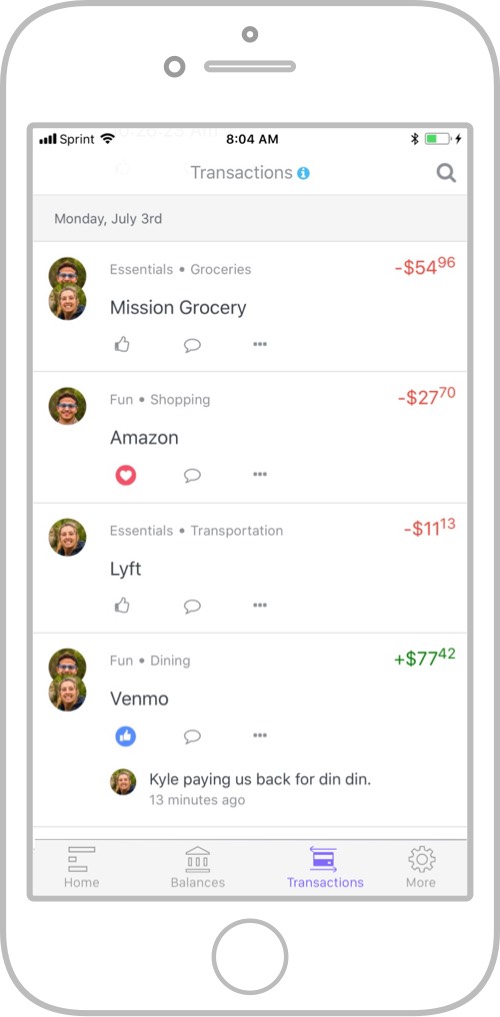 Sprint 8:04 AM
Transactions
Monday, July 3rd
Essentials • Groceries -$54.96
Mission Grocery
Fun • Shopping -$27.70
Amazon
Essentials • Transportation -$11.13
Lyft
Fun • Dining +$77.42
Venmo
Kyle paying us back for din din.
13 minutes ago
Home Balances Transactions More